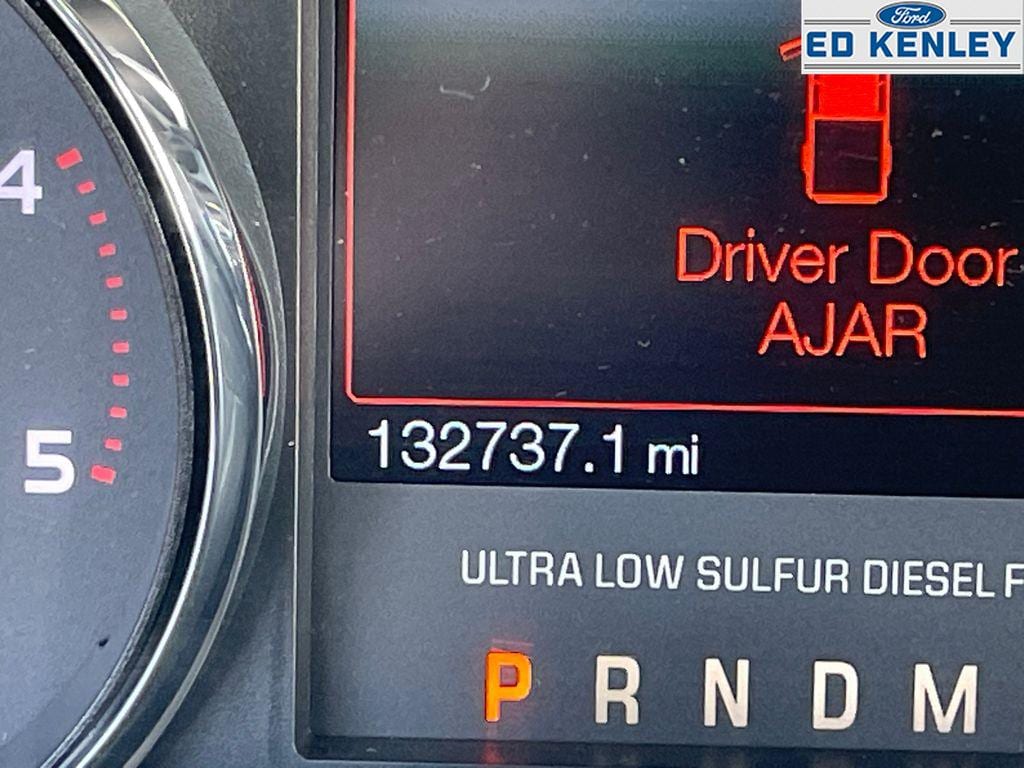 Ford
ED KENLEY
4
Driver Door
AJAR
5
132737.1 mi
ULTRA LOW SULFUR DIESEL F
P R N D M